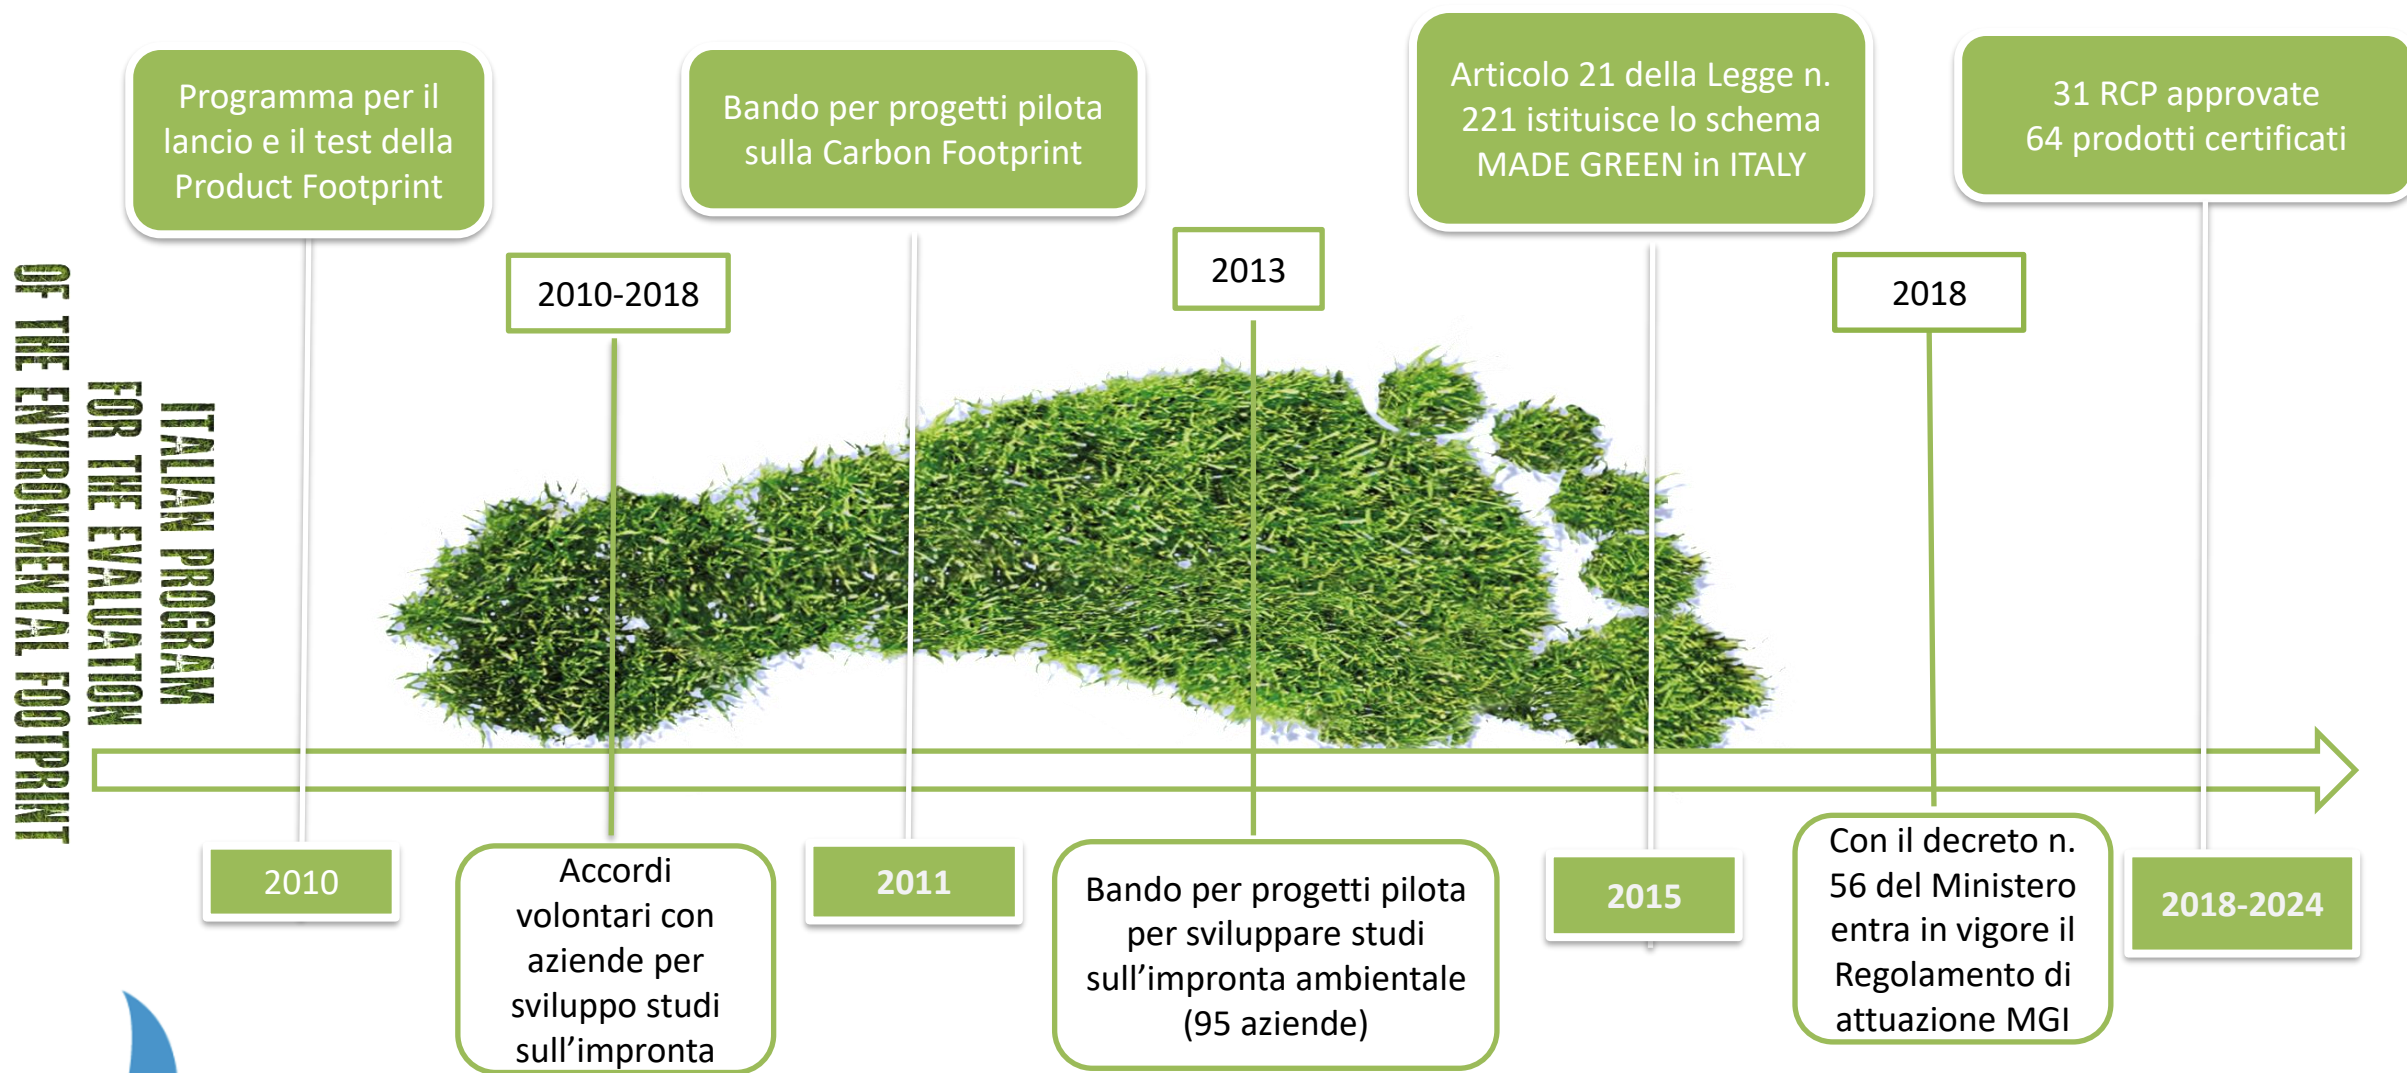 ITALIAN PROGRAM
FOR THE EVALUATION
OF THE ENVIRONMENTAL FOOTPRINT
Programma per il
lancio e il test della
Product Footprint
2010
2010-2018
Accordi
volontari con
aziende per
sviluppo studi
sull’impronta
Bando per progetti pilota
sulla Carbon Footprint
2011
2013
Bando per progetti pilota
per sviluppare studi
sull’impronta ambientale
(95 aziende)
Articolo 21 della Legge n.
221 istituisce lo schema
MADE GREEN in ITALY
2015
2018
Con il decreto n.
56 del Ministero
entra in vigore il
Regolamento di
attuazione MGI
31 RCP approvate
64 prodotti certificati
2018-2024